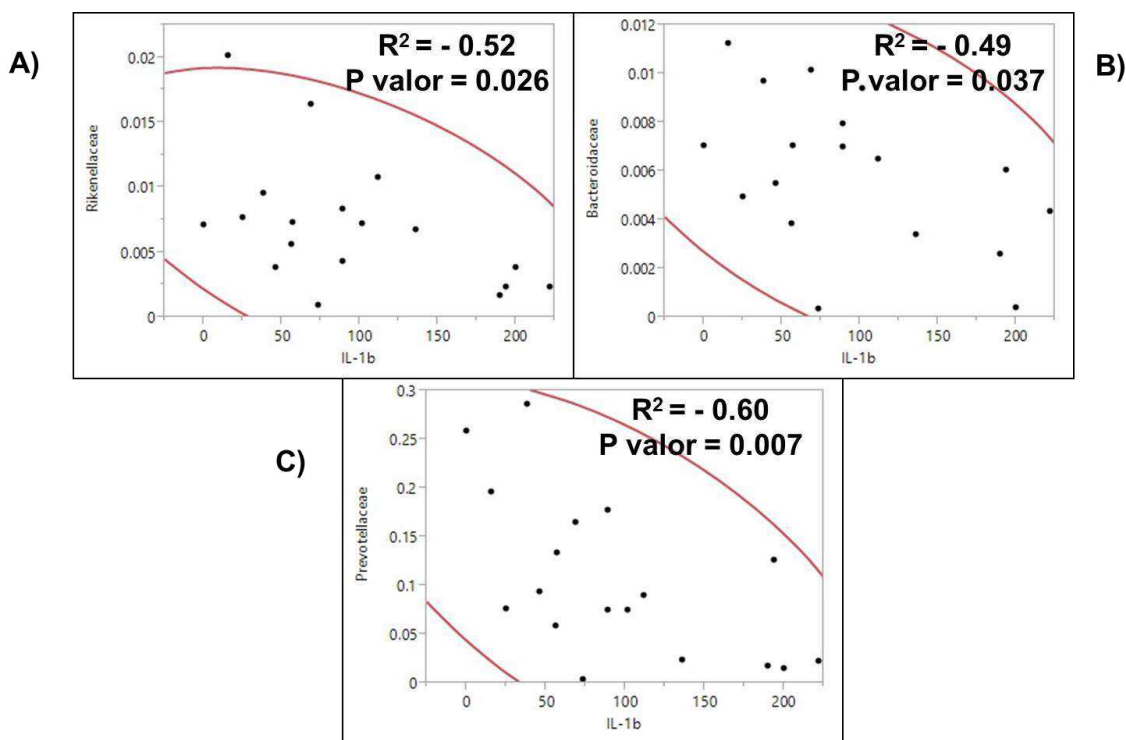 A)
R² = - 0.52
P valor = 0.026
Rikenellaceae
0.02
0.015
0.01
0.005
0
0 50 100 150 200
IL-1b
B)
R² = - 0.49
P valor = 0.037
Bacteroidaceae
0.012
0.01
0.008
0.006
0.004
0.002
0
0 50 100 150 200
IL-1b
C)
R² = - 0.60
P valor = 0.007
Prevotellaceae
0.3
0.25
0.2
0.15
0.1
0.05
0
0 50 100 150 200
IL-1b